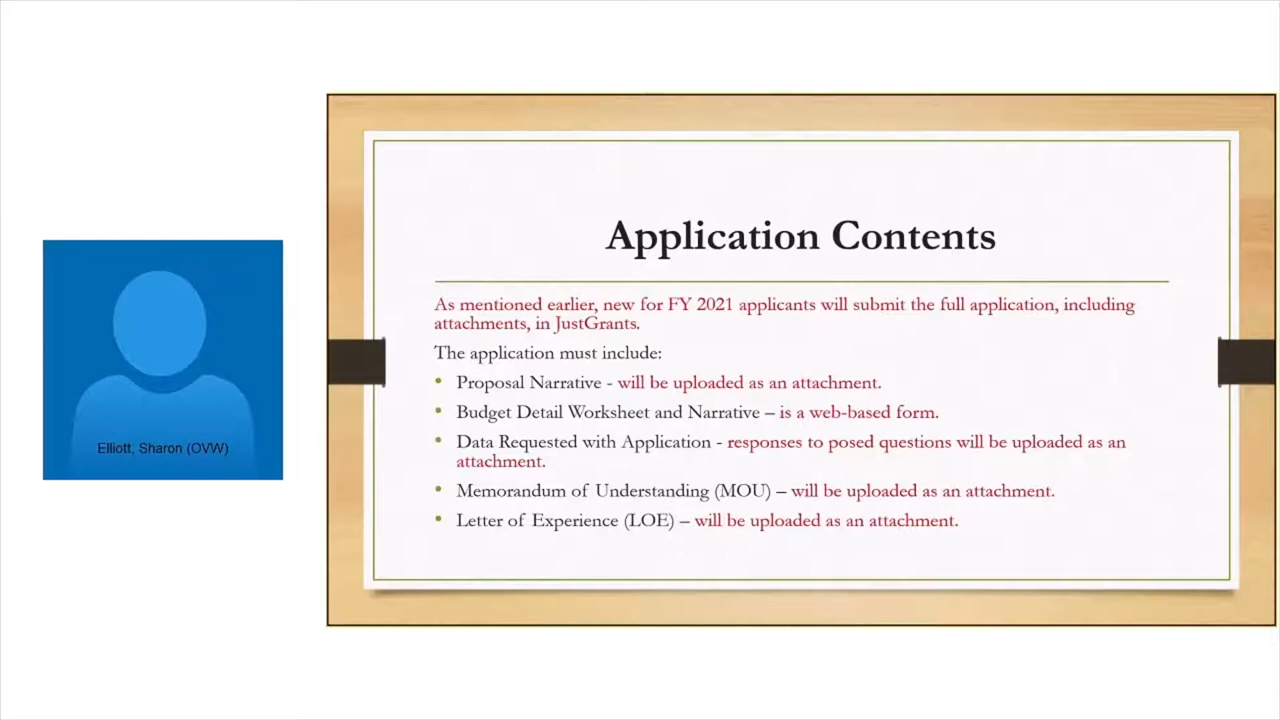 Application Contents
As mentioned earlier, new for FY 2021 applicants will submit the full application, including
attachments, in JustGrants.
The application must include:
• Proposal Narrative - will be uploaded as an attachment.
• Budget Detail Worksheet and Narrative – is a web-based form.
• Data Requested with Application - responses to posed questions will be uploaded as an
attachment.
• Memorandum of Understanding (MOU) – will be uploaded as an attachment.
• Letter of Experience (LOE) – will be uploaded as an attachment.
Elliott, Sharon (OVW)